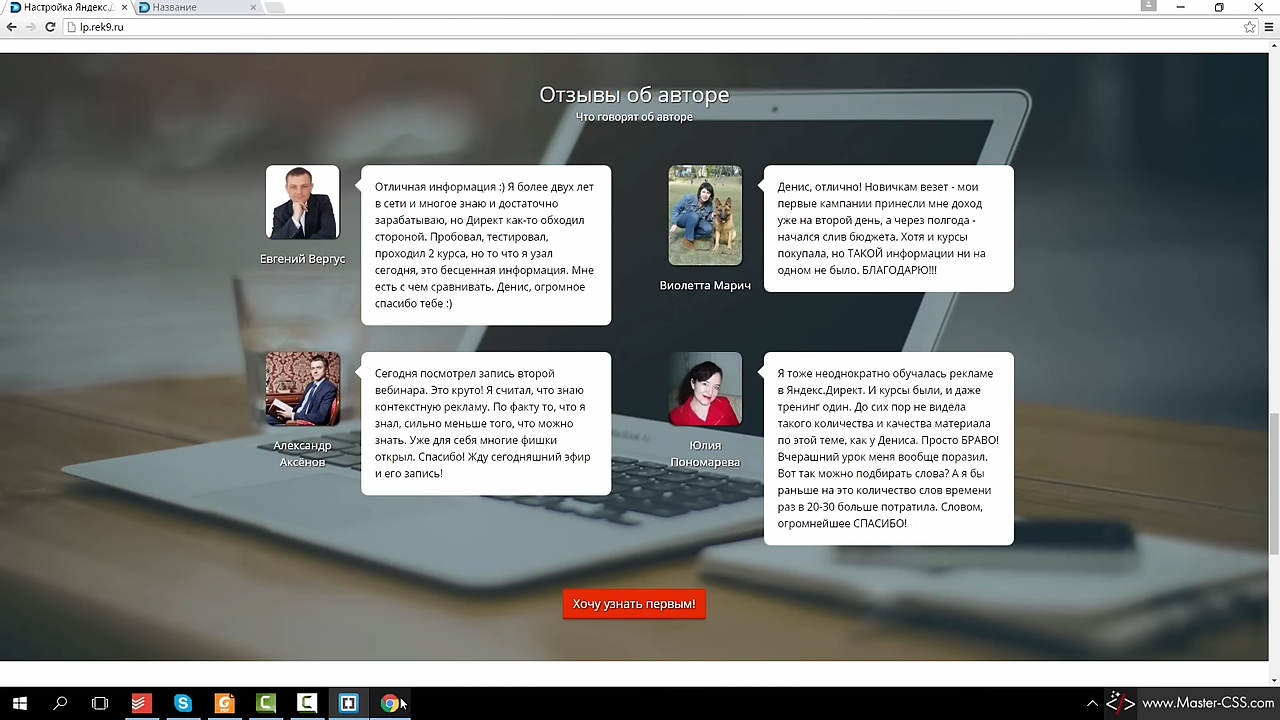 Настройка Яндекс.Д
Название
lp.rek9.ru
Отзывы об авторе
Что говорят об авторе
Отличная информация :) Я более двух лет
в сети и многое знаю и достаточно
зарабатываю, но Директ как-то обходил
стороной. Пробовал, тестировал,
проходил 2 курса, но то что я узал
сегодня, это бесценная информация. Мне
есть с чем сравнивать. Денис, огромное
спасибо тебе :)
Евгений Вергус
Денис, отлично! Новичкам везет - мои
первые кампании принесли мне доход
уже на второй день, а через полгода -
начался слив бюджета. Хотя и курсы
покупала, но ТАКОЙ информации ни на
одном не было. БЛАГОДАРЮ!!!
Виолетта Марич
Сегодня посмотрел запись второй
вебинара. Это круто! Я считал, что знаю
контекстную рекламу. По факту то, что я
знал, сильно меньше того, что можно
знать. Уже для себя многие фишки
открыл. Спасибо! Жду сегодняшний эфир
и его запись!
Александр
Аксёнов
Я тоже неоднократно обучалась рекламе
в Яндекс.Директ. И курсы были, и даже
тренинг один. До сих пор не видела
такого количества и качества материала
по этой теме, как у Дениса. Просто БРАВО!
Вчерашний урок меня вообще поразил.
Вот так можно подбирать слова? А я бы
раньше на это количество слов времени
раз в 20-30 больше потратила. Словом,
огромнейшее СПАСИБО!
Юлия
Пономарева
Хочу узнать первым!
www.Master-CSS.com